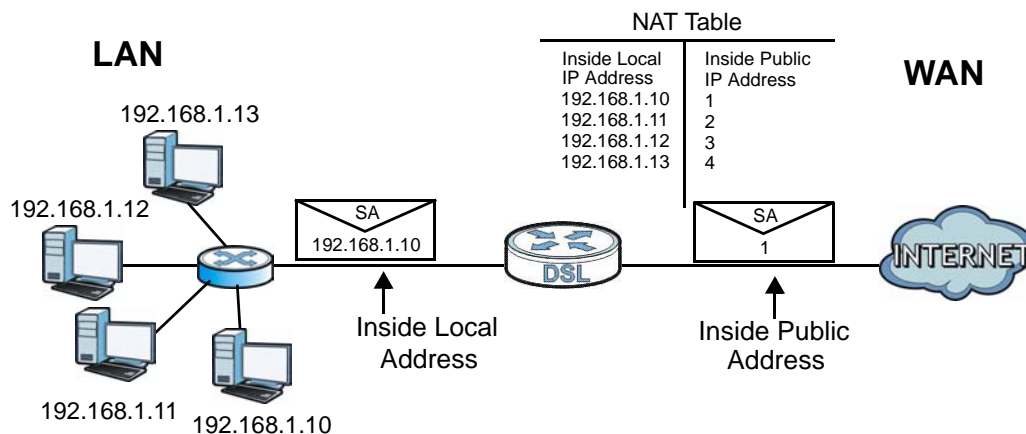 NAT Table
LAN
WAN
Inside Local
IP Address
Inside Public
IP Address
192.168.1.10 1
192.168.1.11 2
192.168.1.12 3
192.168.1.13 4
192.168.1.13
192.168.1.12
192.168.1.11
192.168.1.10
SA
192.168.1.10
DSL
SA
1
INTERNET
Inside Local
Address
Inside Public
Address